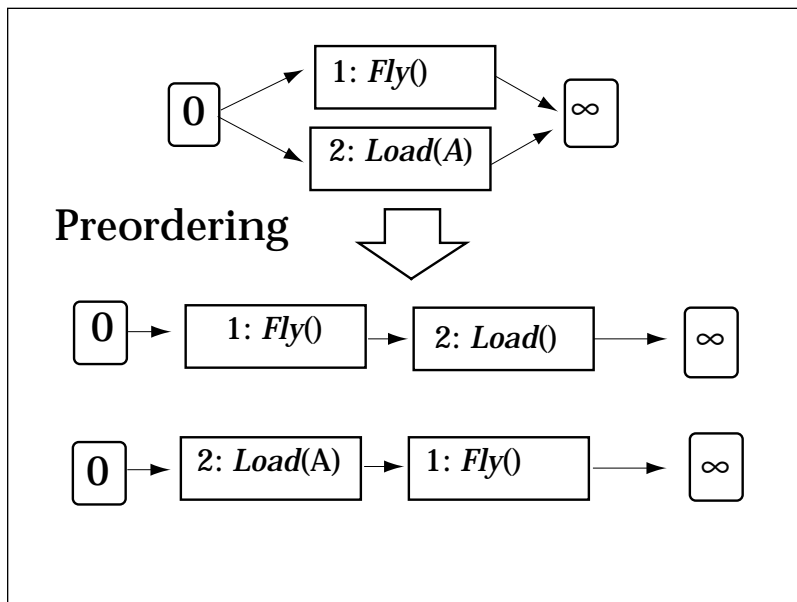 1: Fly()
0
∞
2: Load(A)
Preordering
0
1: Fly()
2: Load()
∞
0
2: Load(A)
1: Fly()
∞